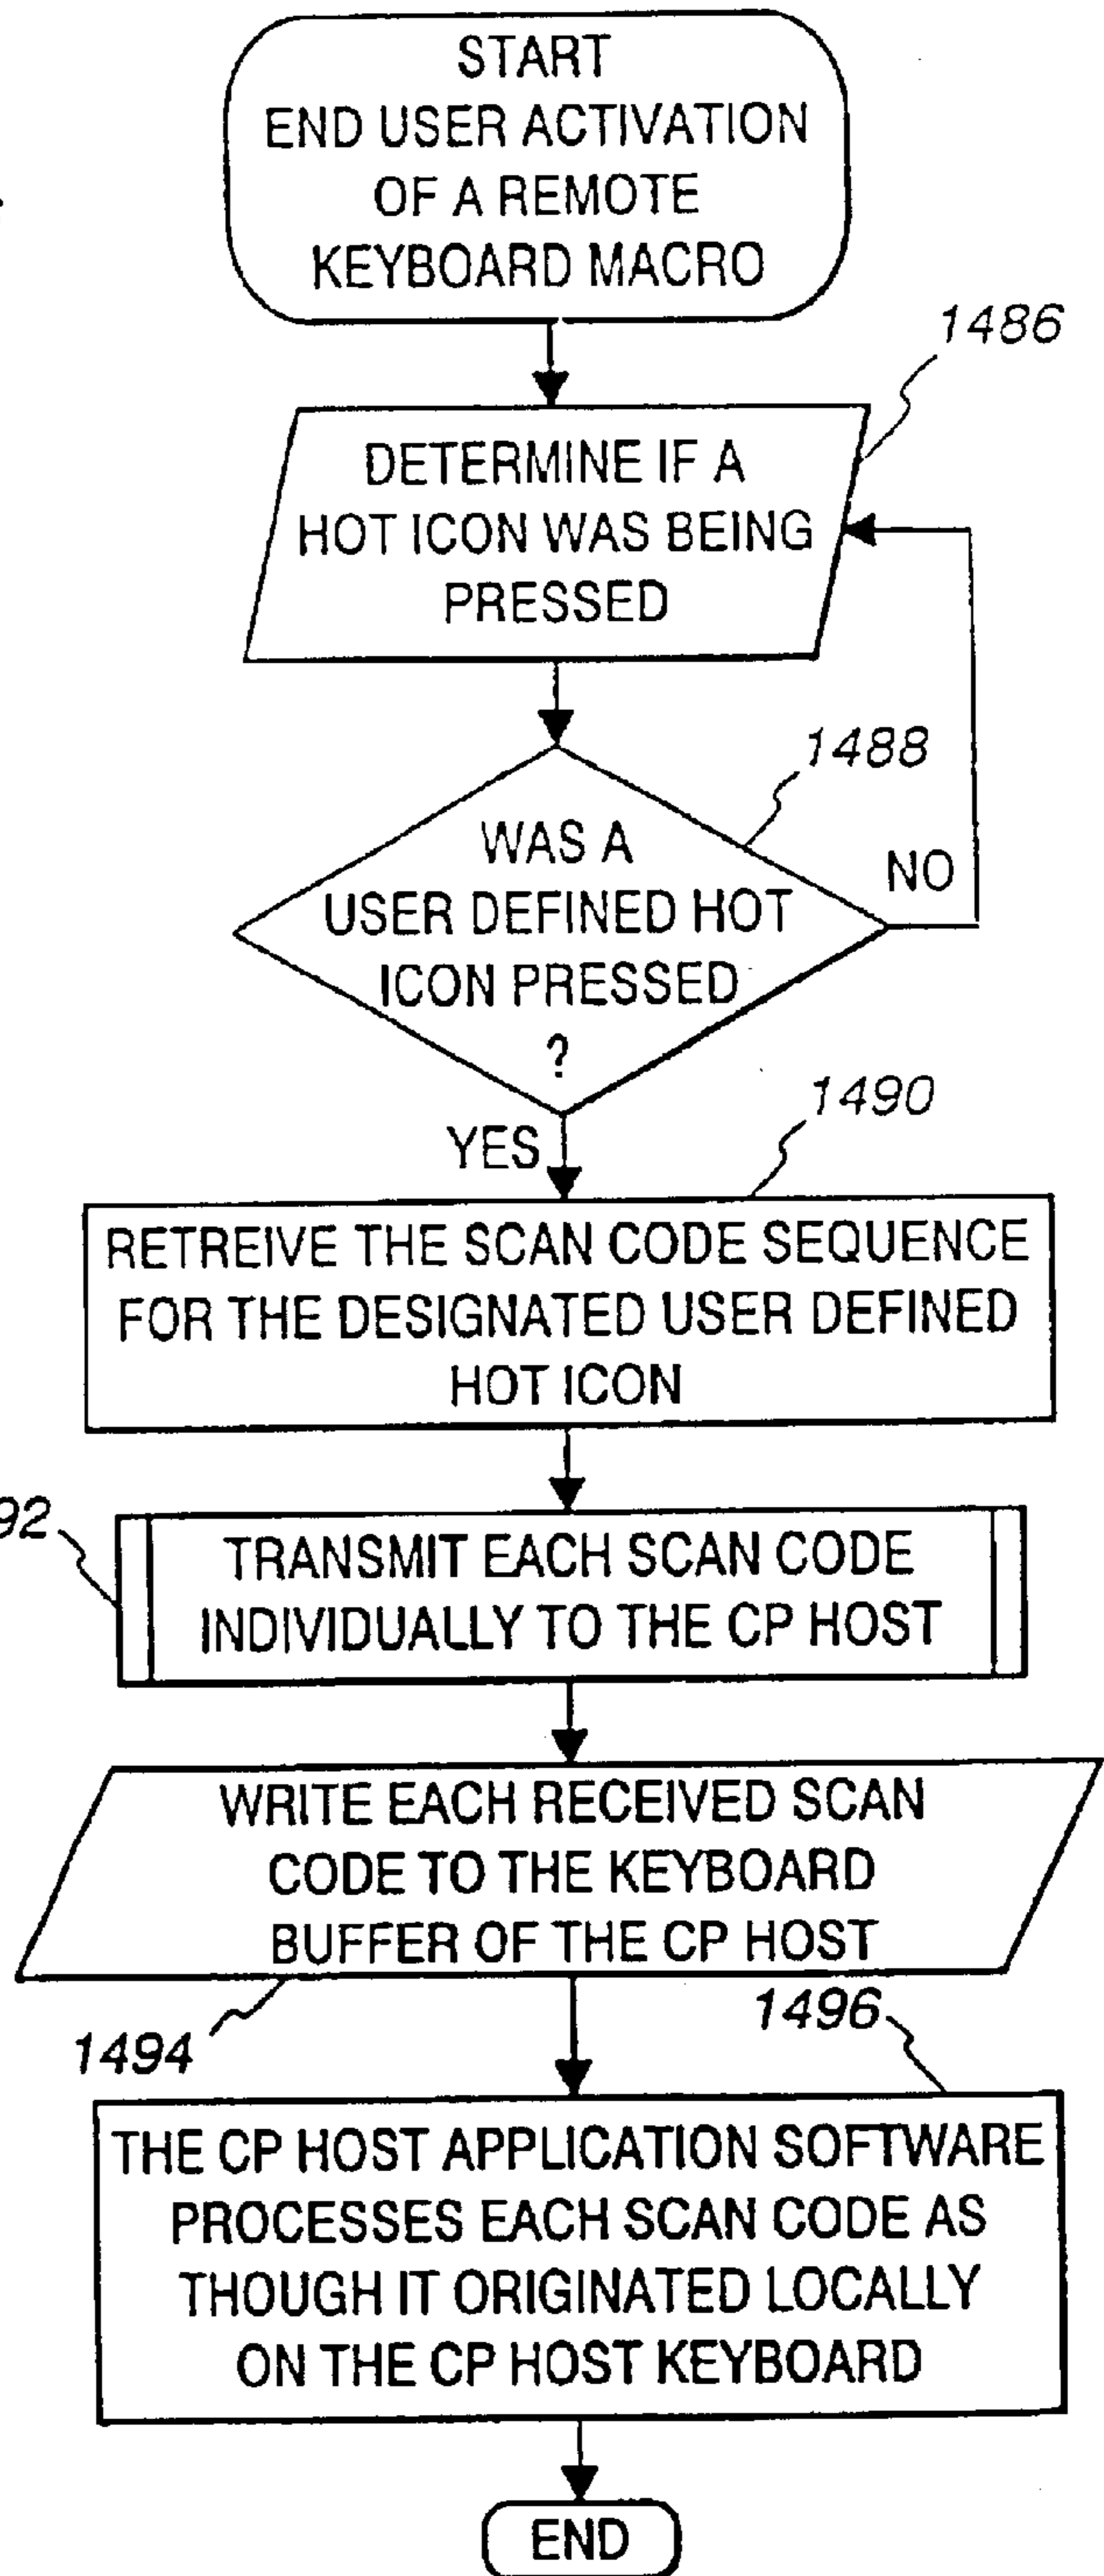 START
END USER ACTIVATION
OF A REMOTE
KEYBOARD MACRO
1486
DETERMINE IF A
HOT ICON WAS BEING
PRESSED
1488
WAS A
USER DEFINED HOT
ICON PRESSED
?
NO
YES
1490
RETREIVE THE SCAN CODE SEQUENCE
FOR THE DESIGNATED USER DEFINED
HOT ICON
92
TRANSMIT EACH SCAN CODE
INDIVIDUALLY TO THE CP HOST
WRITE EACH RECEIVED SCAN
CODE TO THE KEYBOARD
BUFFER OF THE CP HOST
1494
1496
THE CP HOST APPLICATION SOFTWARE
PROCESSES EACH SCAN CODE AS
THOUGH IT ORIGINATED LOCALLY
ON THE CP HOST KEYBOARD
END